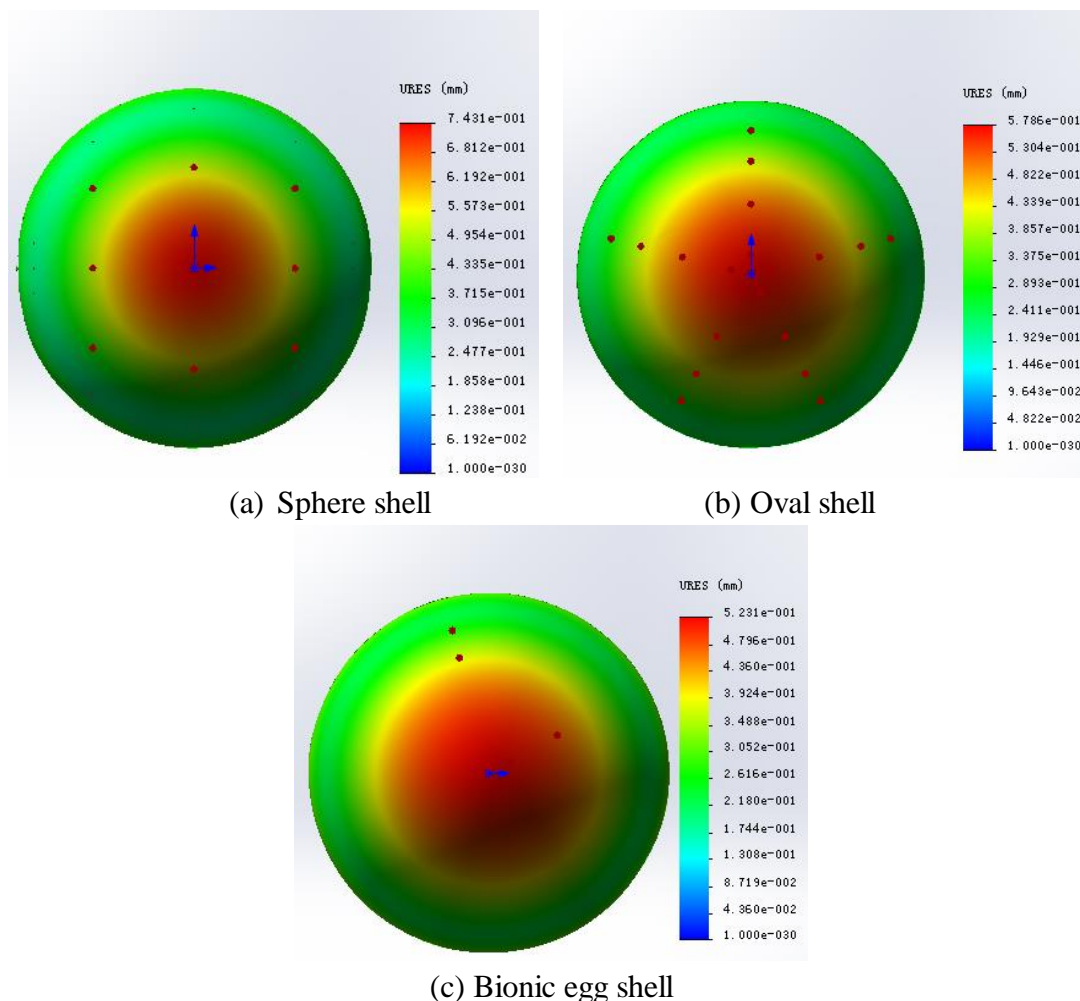 URES (mm)
7.431e-001
6.812e-001
6.192e-001
5.573e-001
4.954e-001
4.335e-001
3.715e-001
3.096e-001
2.477e-001
1.858e-001
1.238e-001
6.192e-002
1.000e-030
URES (mm)
5.786e-001
5.304e-001
4.822e-001
4.339e-001
3.857e-001
3.375e-001
2.893e-001
2.411e-001
1.929e-001
1.446e-001
9.643e-002
4.822e-002
1.000e-030
(a) Sphere shell
(b) Oval shell
URES (mm)
5.231e-001
4.796e-001
4.360e-001
3.924e-001
3.488e-001
3.052e-001
2.616e-001
2.180e-001
1.744e-001
1.308e-001
8.719e-002
4.360e-002
1.000e-030
(c) Bionic egg shell